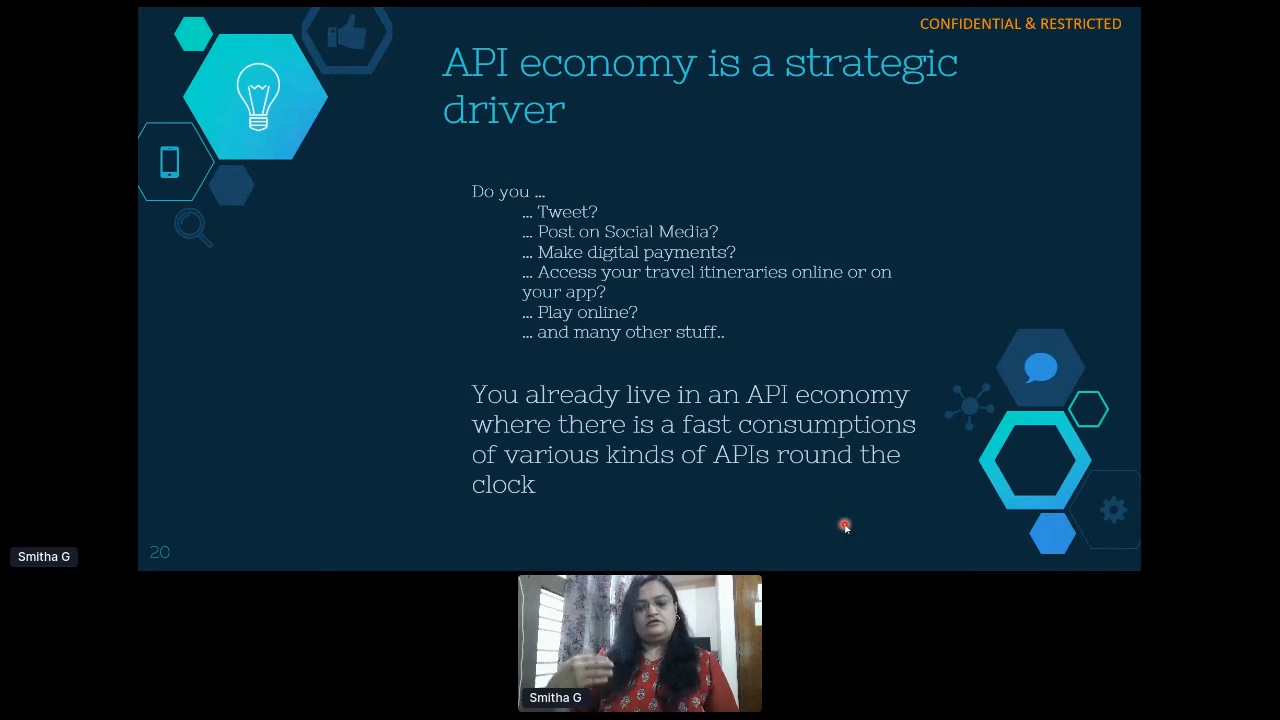 CONFIDENTIAL & RESTRICTED
API economy is a strategic
driver
Do you ...
... Tweet?
... Post on Social Media?
... Make digital payments?
... Access your travel itineraries online or on
your app?
... Play online?
... and many other stuff..
You already live in an API economy
where there is a fast consumptions
of various kinds of APIs round the
clock
20
Smitha G
Smitha G